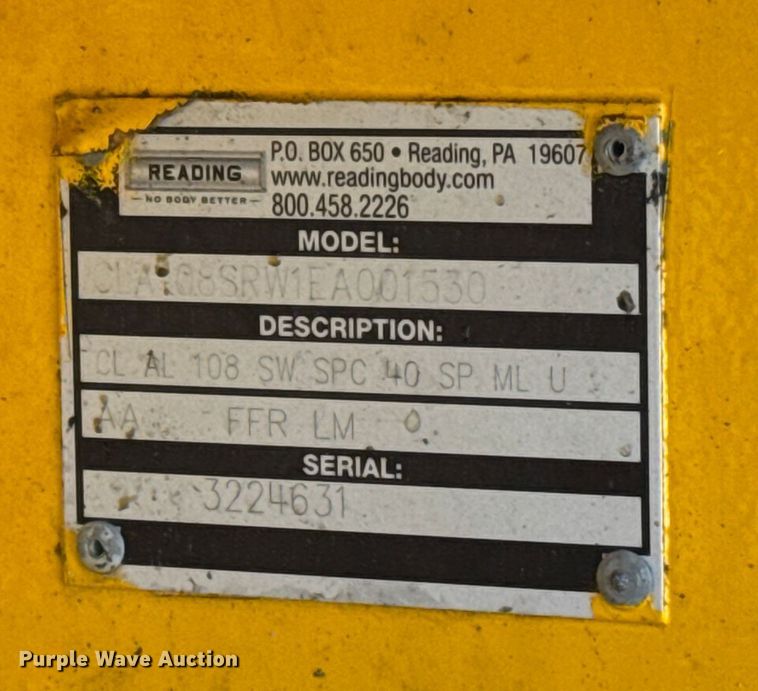 READING
NO BODY BETTER
P.O. BOX 650 • Reading, PA 19607
www.readingbody.com
800.458.2226
MODEL:
CLA108SRW1EA001530
DESCRIPTION:
CL AL 108 SW SPC 40 SP ML U
AA FFR LM
SERIAL:
3224631
Purple Wave Auction